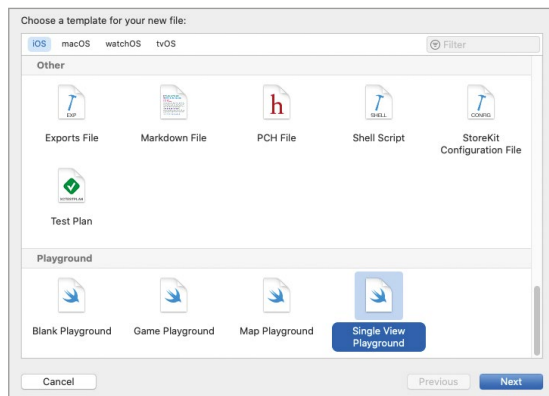 Choose a template for your new file:
iOS macOS watchOS tvOS Filter
Other
h
EXP SHELL CONFIG
Exports File Markdown File PCH File Shell Script StoreKit
Configuration File
Test Plan
Playground
Blank Playground Game Playground Map Playground Single View
Playground
Cancel Previous Next